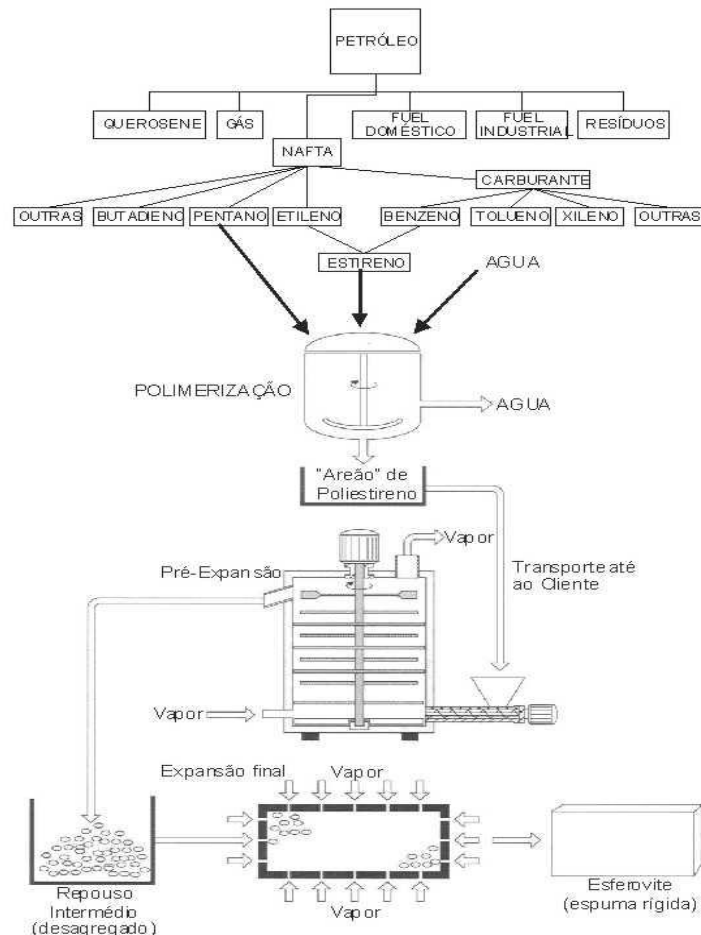 PETRÓLEO
QUEROSENE
GÁS
FUEL
DOMÉSTICO
FUEL
INDUSTRIAL
RESÍDUOS
NAFTA
CARBURANTE
OUTRAS
BUTADIENO
PENTANO
ETILENO
BENZENO
TOLUENO
XILENO
OUTRAS
ESTIRENO
AGUA
POLIMERIZAÇÃO
AGUA
"Areão" de
Poliestireno
Vapor
Pré-Expansão
Transporte até
ao Cliente
Vapor
Expansão final
Vapor
Repouso
Intermédio
(desagregado)
Vapor
Esferovite
(espuma rígida)